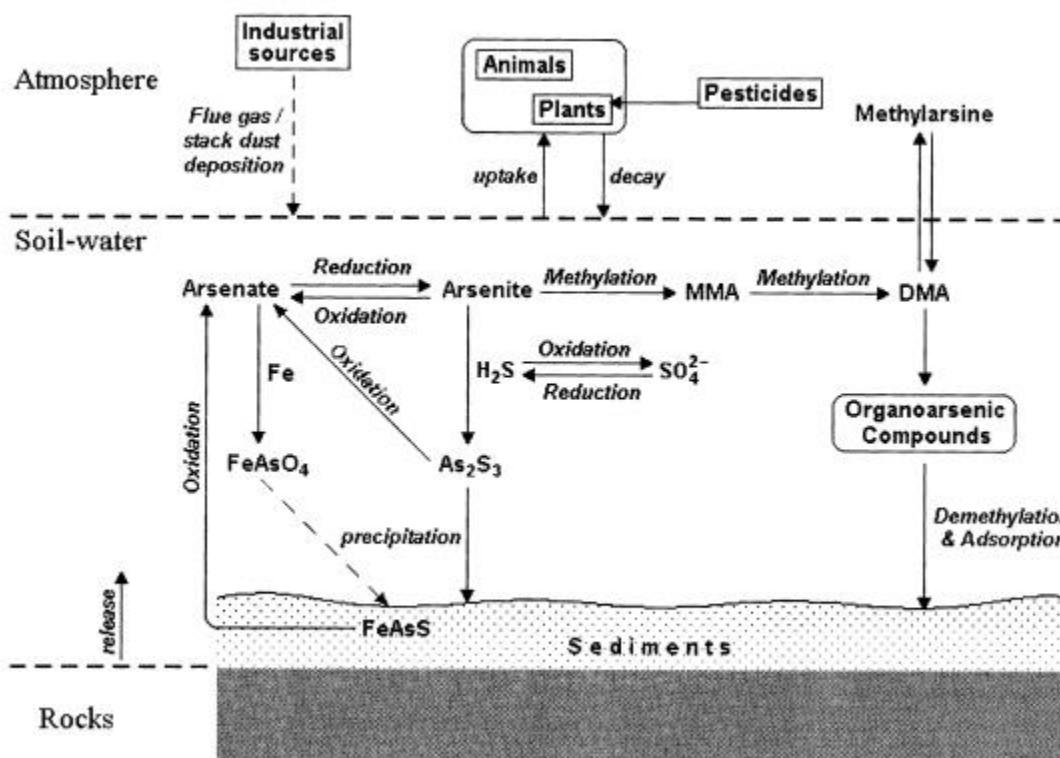 Industrial
sources
Atmosphere
Animals
Plants
Pesticides
Methylarsine
Flue gas /
stack dust
deposition
uptake
decay
Soil-water
Arsenate
Reduction
Oxidation
Arsenite
Methylation
MMA
Methylation
DMA
Fe
Oxidation
H₂S
Oxidation
Reduction
SO₄²⁻
Organoarsenic
Compounds
Oxidation
FeAsO₄
As₂S₃
precipitation
Demethylation
& Adsorption
release
FeAsS
Sediments
Rocks